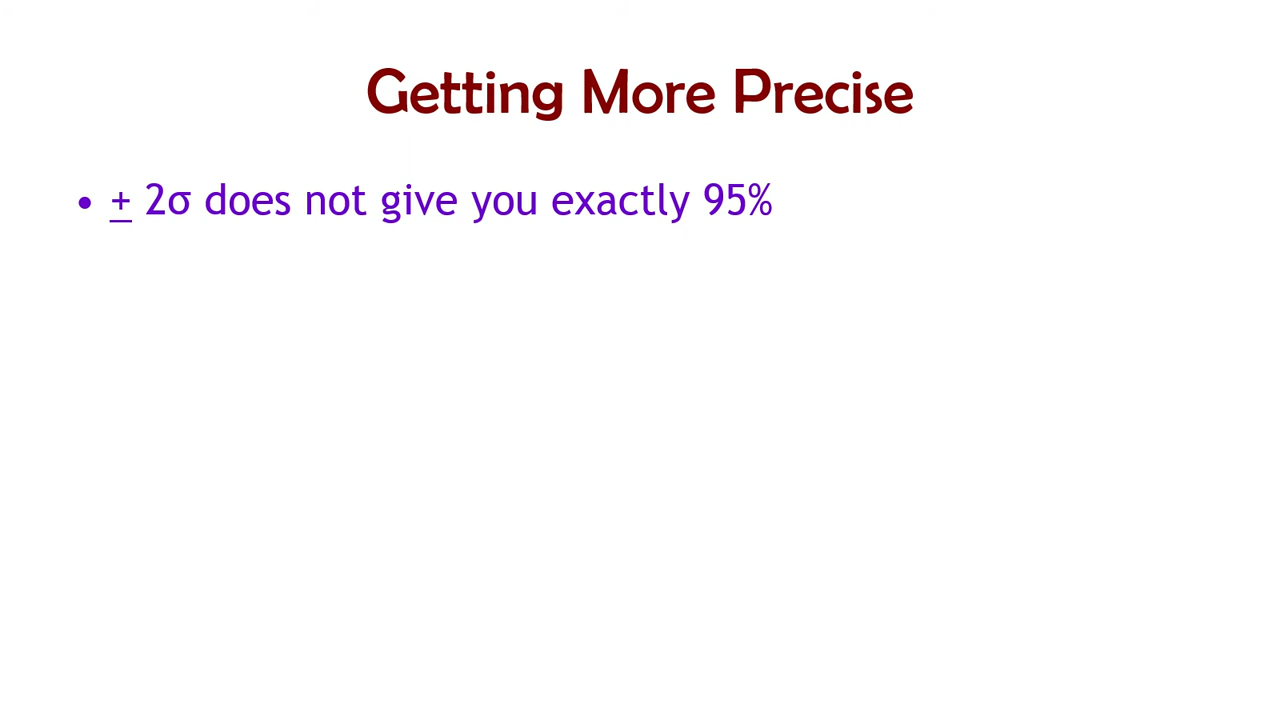 Getting More Precise
• + 2σ does not give you exactly 95%